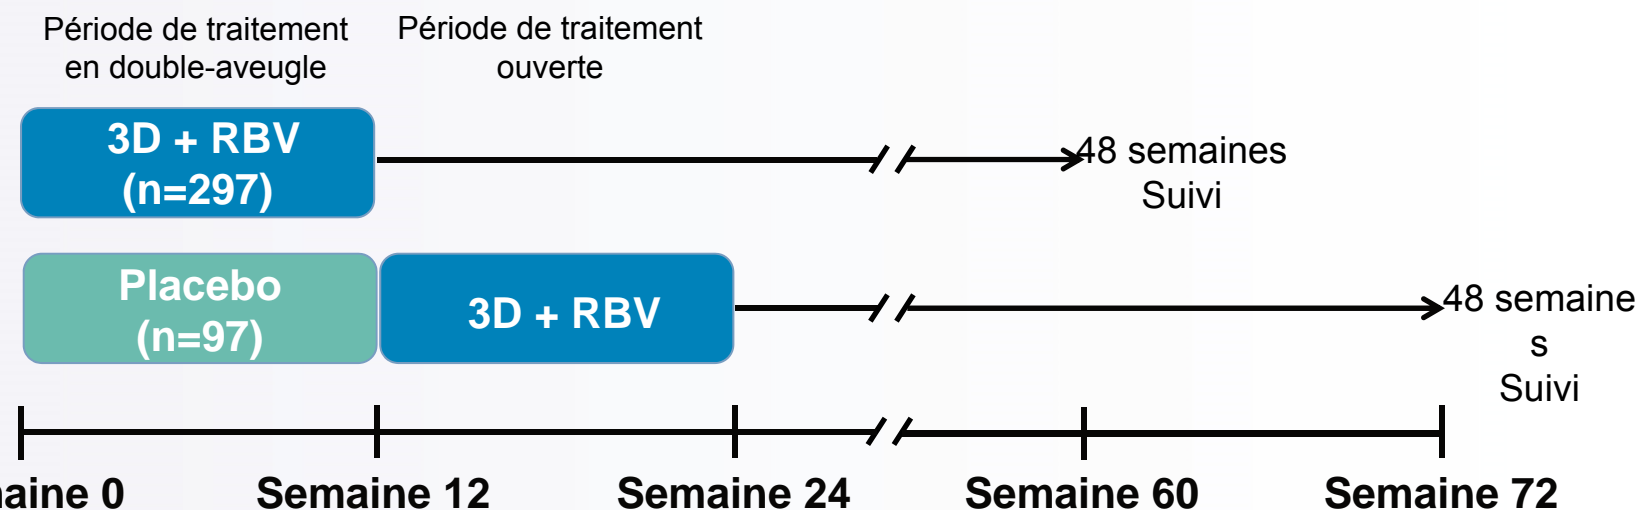 Période de traitement
en double-aveugle
Période de traitement
ouverte
3D + RBV
(n=297)
48 semaines
Suivi
Placebo
(n=97)
3D + RBV
48 semaine
s
Suivi
aine 0
Semaine 12
Semaine 24
Semaine 60
Semaine 72